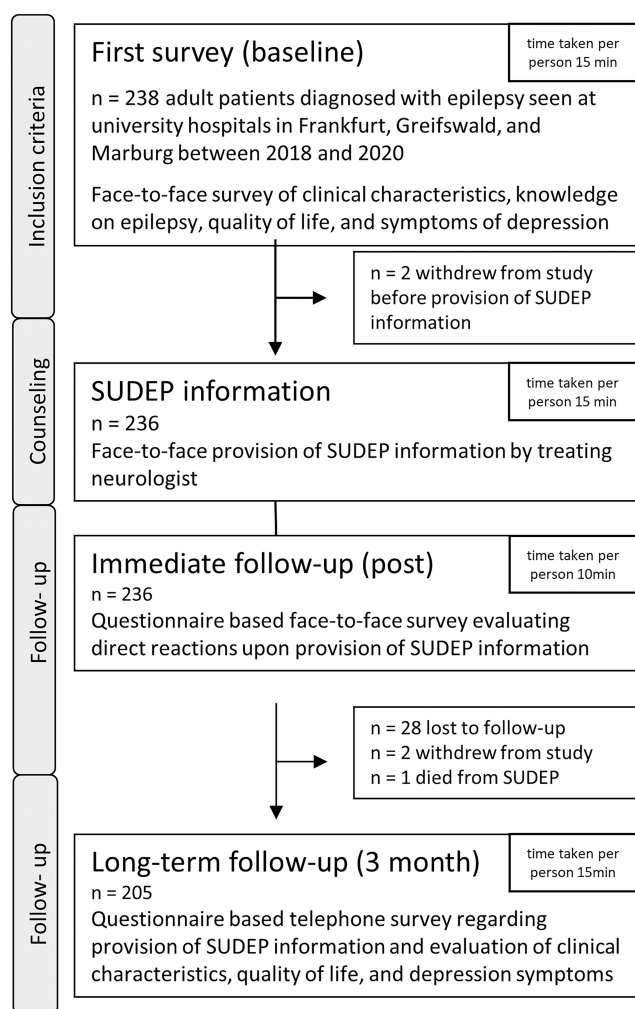 Inclusion criteria
First survey (baseline)
time taken per
person 15 min
n = 238 adult patients diagnosed with epilepsy seen at
university hospitals in Frankfurt, Greifswald, and
Marburg between 2018 and 2020
Face-to-face survey of clinical characteristics, knowledge
on epilepsy, quality of life, and symptoms of depression
n = 2 withdrew from study
before provision of SUDEP
information
Counseling
SUDEP information
time taken per
person 15 min
n = 236
Face-to-face provision of SUDEP information by treating
neurologist
Follow- up
Immediate follow-up (post)
time taken per
person 10min
n = 236
Questionnaire based face-to-face survey evaluating
direct reactions upon provision of SUDEP information
n = 28 lost to follow-up
n = 2 withdrew from study
n = 1 died from SUDEP
Follow- up
Long-term follow-up (3 month)
time taken per
person 15min
n = 205
Questionnaire based telephone survey regarding
provision of SUDEP information and evaluation of clinical
characteristics, quality of life, and depression symptoms